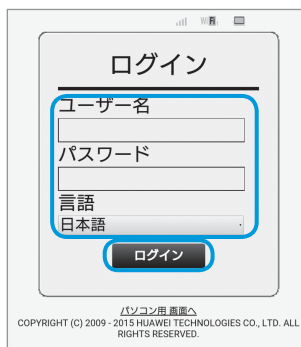 WiFi
ログイン
ユーザー名
パスワード
言語
日本語
ログイン
パソコン用 画面へ
COPYRIGHT (C) 2009 - 2015 HUAWEI TECHNOLOGIES CO., LTD. ALL
RIGHTS RESERVED.